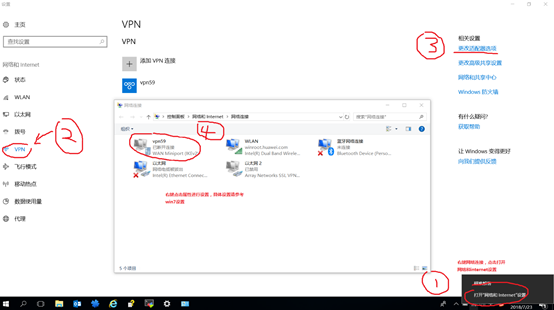 设置
主页
查找设置
网络和 Internet
状态
WLAN
以太网
拨号
VPN
飞行模式
移动热点
数据使用量
代理
VPN
VPN
添加 VPN 连接
vpn59
相关设置
更改适配器选项
更改高级共享设置
网络和共享中心
Windows 防火墙
有什么疑问?
获取帮助
让 Windows 变得更好
向我们提供反馈
网络连接
控制面板 › 网络和 Internet › 网络连接
搜索"网络连接"
组织
vpn59
已断开连接
WAN Miniport (IKEv2)
WLAN
wireroot.huawei.com
Intel(R) Dual Band Wirele...
蓝牙网络连接
未连接
Bluetooth Device (Perso...
以太网
网络电缆被拔出
Intel(R) Ethernet Connec...
以太网 2
已禁用
Array Networks SSL VPN...
右键点击属性进行设置，具体设置请参考
win7设置
5 个项目
右键网络连接，点击打开
网络和internet设置
打开"网络和 Internet"设置
2018/7/23
1
2
3
4